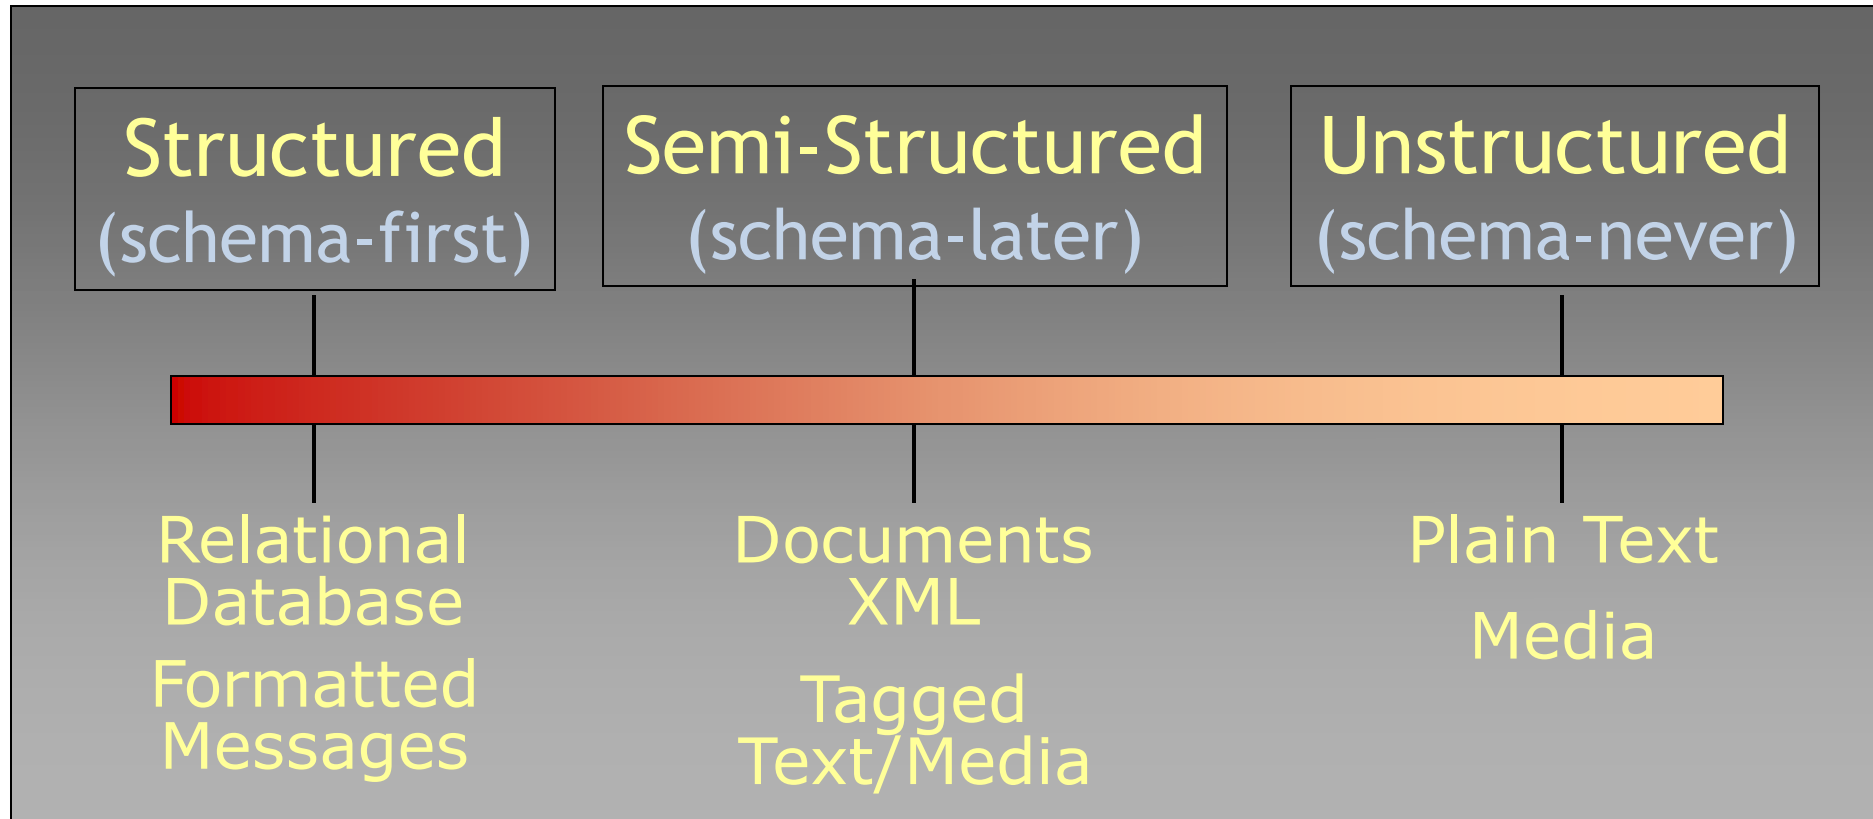 Structured
(schema-first)
Semi-Structured
(schema-later)
Unstructured
(schema-never)
Relational
Database
Formatted
Messages
Documents
XML
Tagged
Text/Media
Plain Text
Media